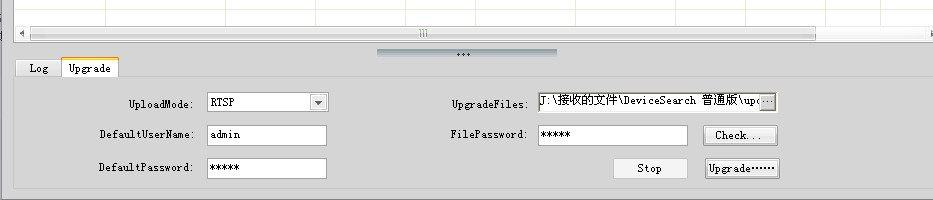 Log Upgrade
UploadMode: RTSP UpgradeFiles: J:\接收的文件\DeviceSearch 普通版\upd ...
DefaultUserName: admin FilePassword: ***** Check...
DefaultPassword: ***** Stop Upgrade……